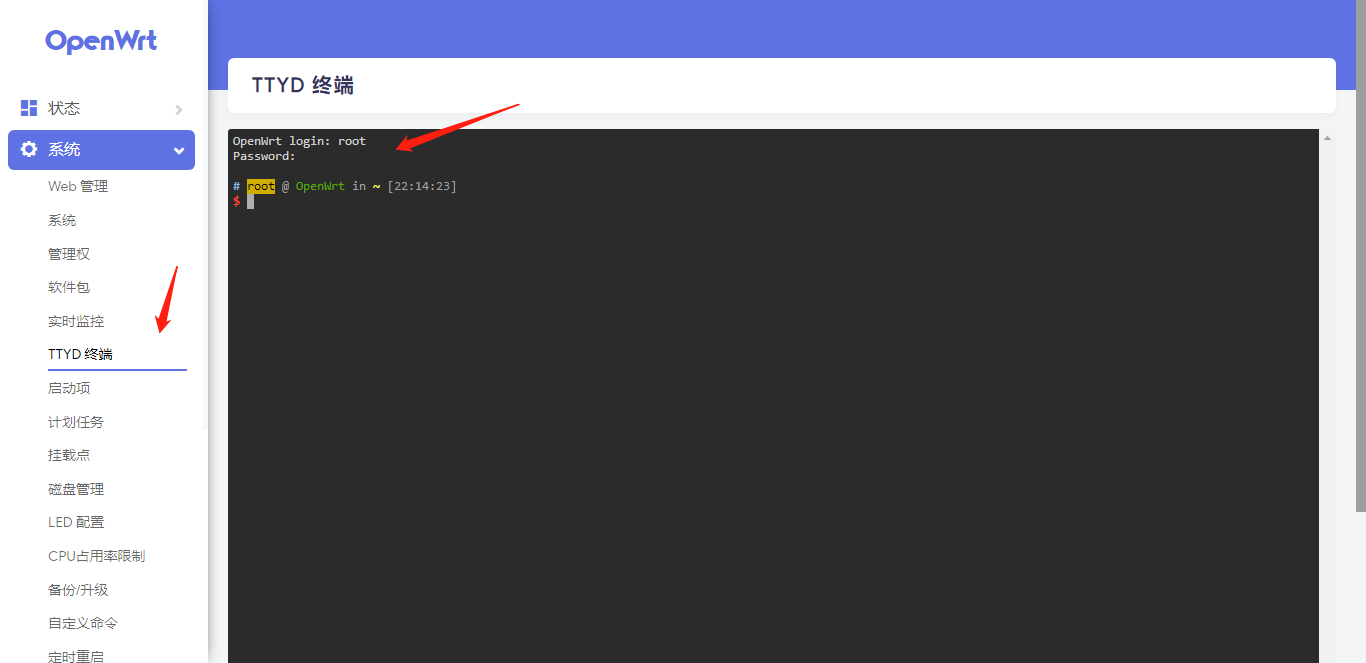 OpenWrt
状态
系统
Web 管理
系统
管理权
软件包
实时监控
TTYD 终端
启动项
计划任务
挂载点
磁盘管理
LED 配置
CPU占用率限制
备份/升级
自定义命令
定时重启
TTYD 终端
OpenWrt login: root
Password:
# root @ OpenWrt in ~ [22:14:23]
$